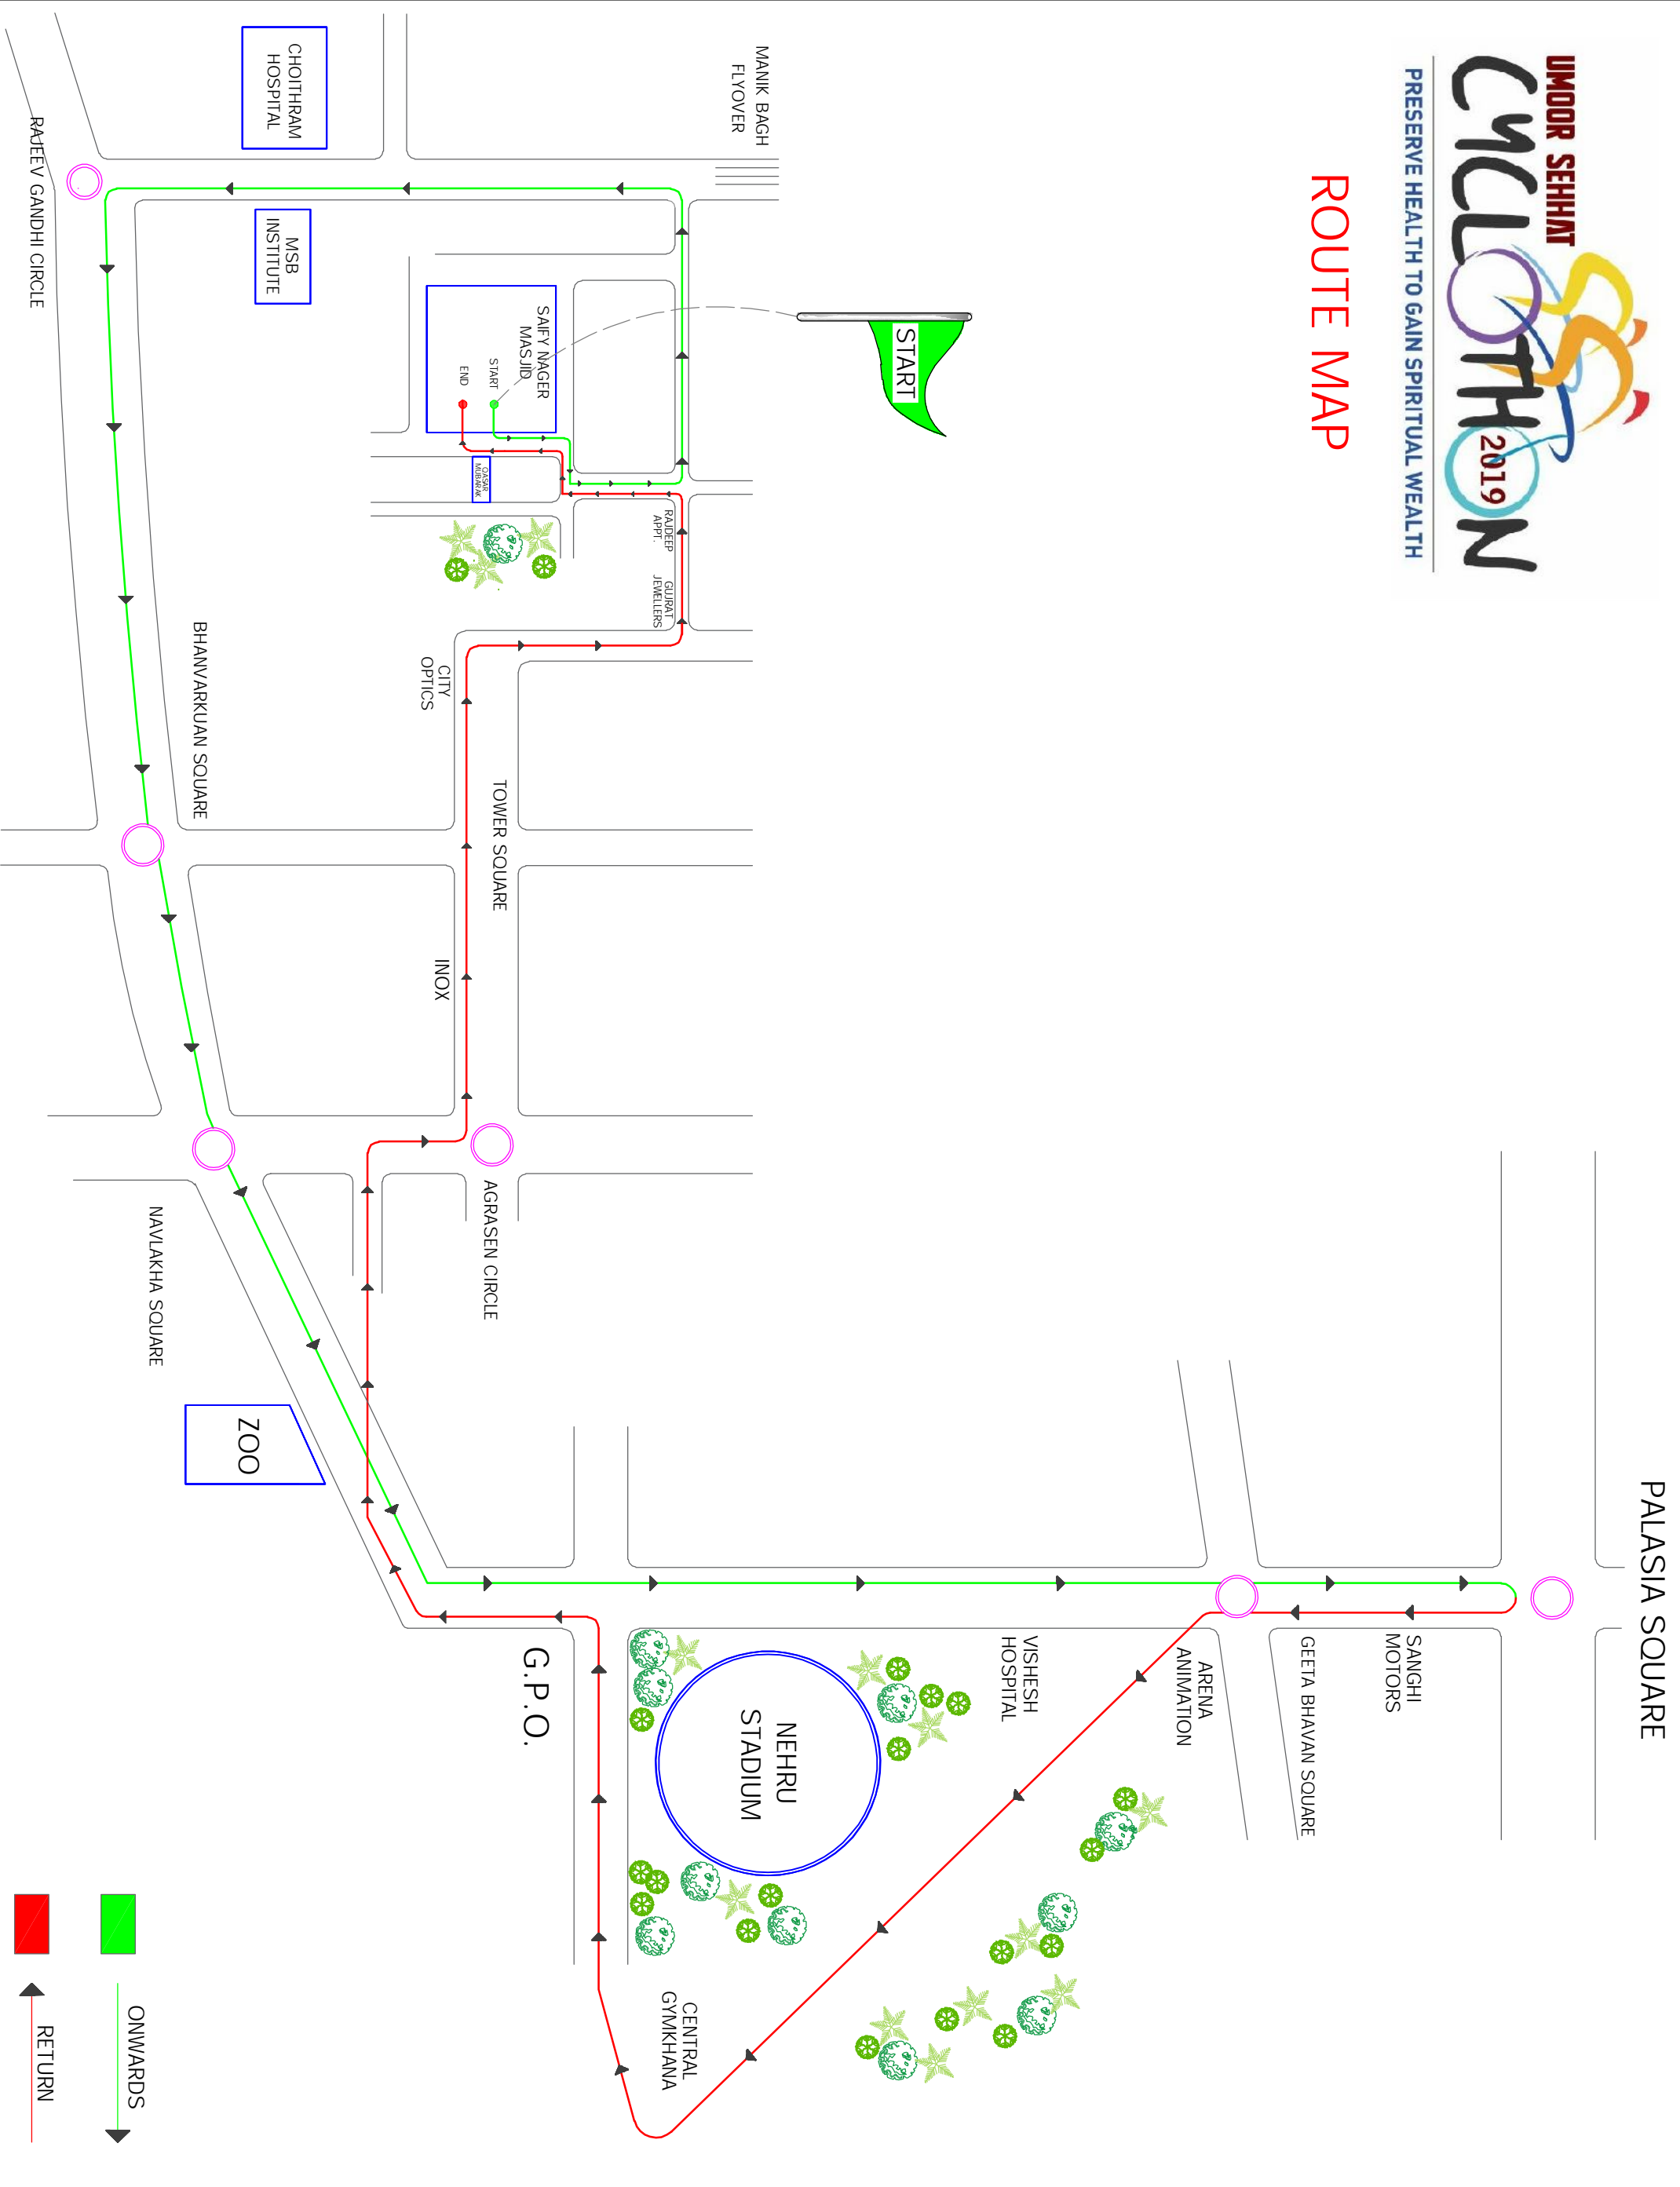 UMOOR SEHHAT
CYCLOTHON
2019
PRESERVE HEALTH TO GAIN SPIRITUAL WEALTH
ROUTE MAP
START
MANIK BAGH
FLYOVER
CHOITHRAM
HOSPITAL
RAJEEV GANDHI CIRCLE
MSB
INSTITUTE
SAIFY NAGER
MASJID
START
END
QASAR
MUBARAK
RAJDEEP
APPT.
GUJRAT
JEWELLERS
CITY
OPTICS
BHANVARKUAN SQUARE
TOWER SQUARE
INOX
AGRASEN CIRCLE
NAVLAKHA SQUARE
ZOO
PALASIA SQUARE
SANGHI
MOTORS
GEETA BHAVAN SQUARE
ARENA
ANIMATION
VISHESH
HOSPITAL
NEHRU
STADIUM
G.P.O.
CENTRAL
GYMKHANA
ONWARDS
RETURN